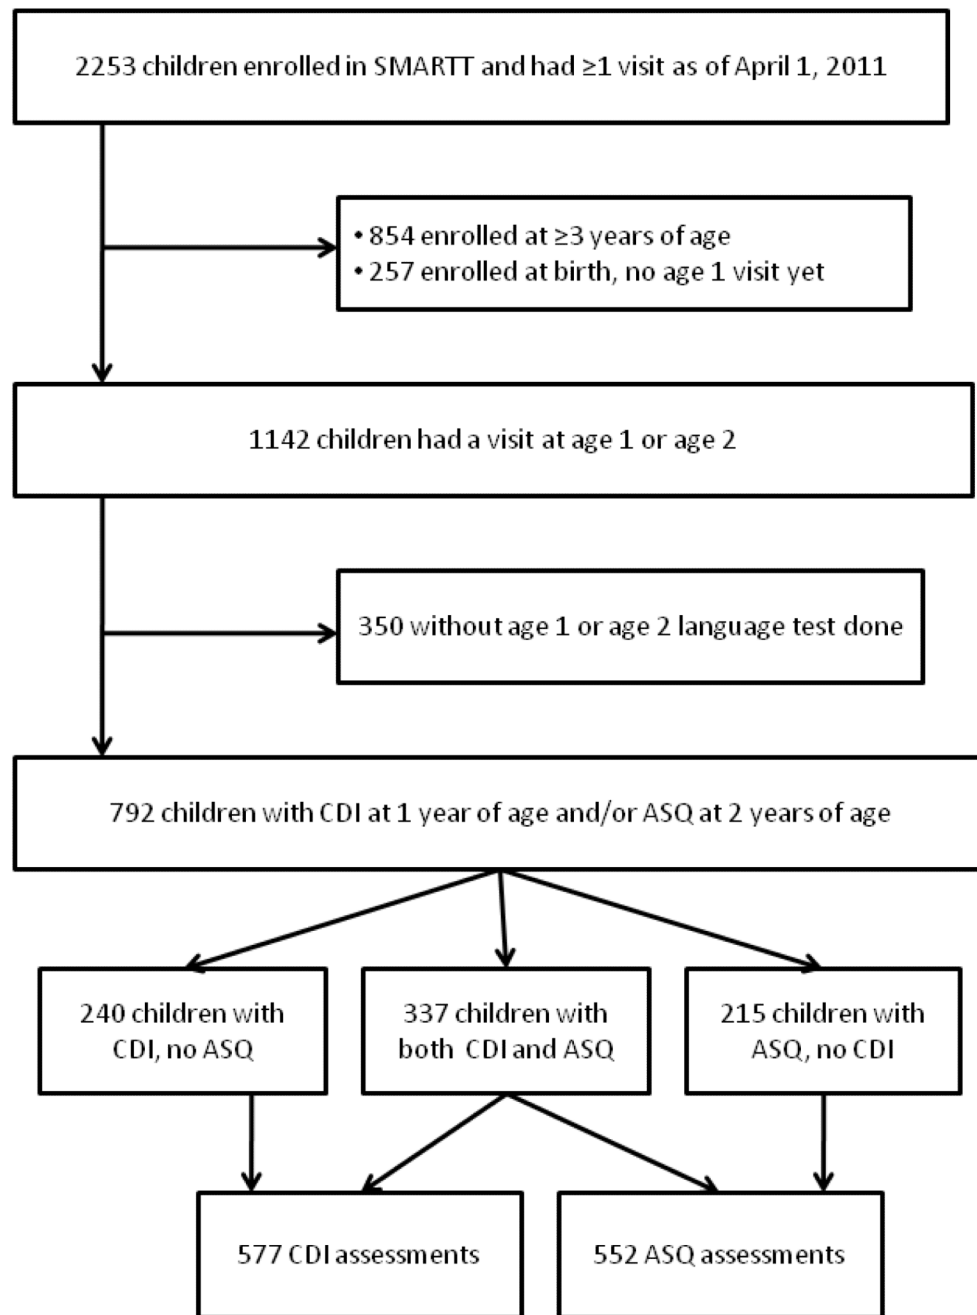 2253 children enrolled in SMARTT and had ≥1 visit as of April 1, 2011
• 854 enrolled at ≥3 years of age
• 257 enrolled at birth, no age 1 visit yet
1142 children had a visit at age 1 or age 2
350 without age 1 or age 2 language test done
792 children with CDI at 1 year of age and/or ASQ at 2 years of age
240 children with
CDI, no ASQ
337 children with
both CDI and ASQ
215 children with
ASQ, no CDI
577 CDI assessments
552 ASQ assessments